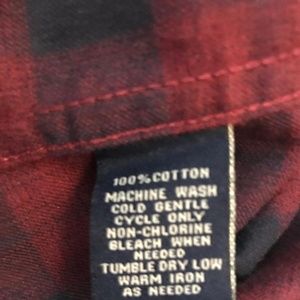 100% COTTON
MACHINE WASH
COLD GENTLE
CYCLE ONLY
NON-CHLORINE
BLEACH WHEN
NEEDED
TUMBLE DRY LOW
WARM IRON
AS NEEDED